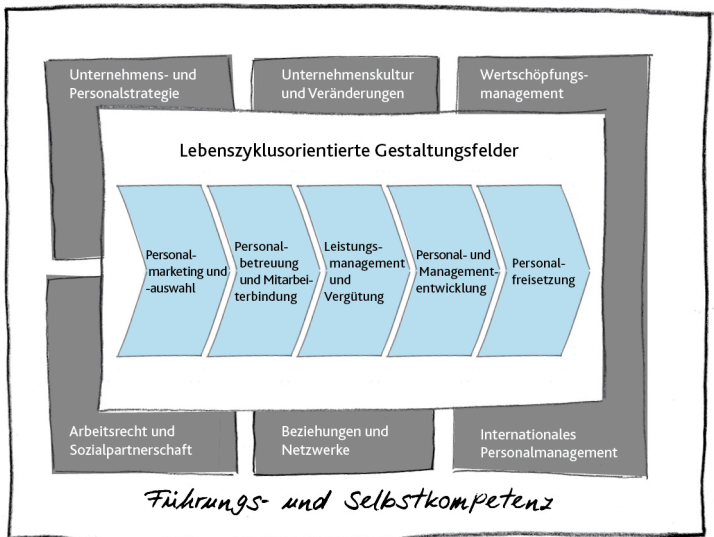 Unternehmens- und
Personalstrategie
Unternehmenskultur
und Veränderungen
Wertschöpfungs-
management
Lebenszyklusorientierte Gestaltungsfelder
Personal-
marketing und
-auswahl
Personal-
betreuung
und Mitarbei-
terbindung
Leistungs-
management
und
Vergütung
Personal- und
Management-
entwicklung
Personal-
freisetzung
Arbeitsrecht und
Sozialpartnerschaft
Beziehungen und
Netzwerke
Internationales
Personalmanagement
Führungs- und Selbstkompetenz